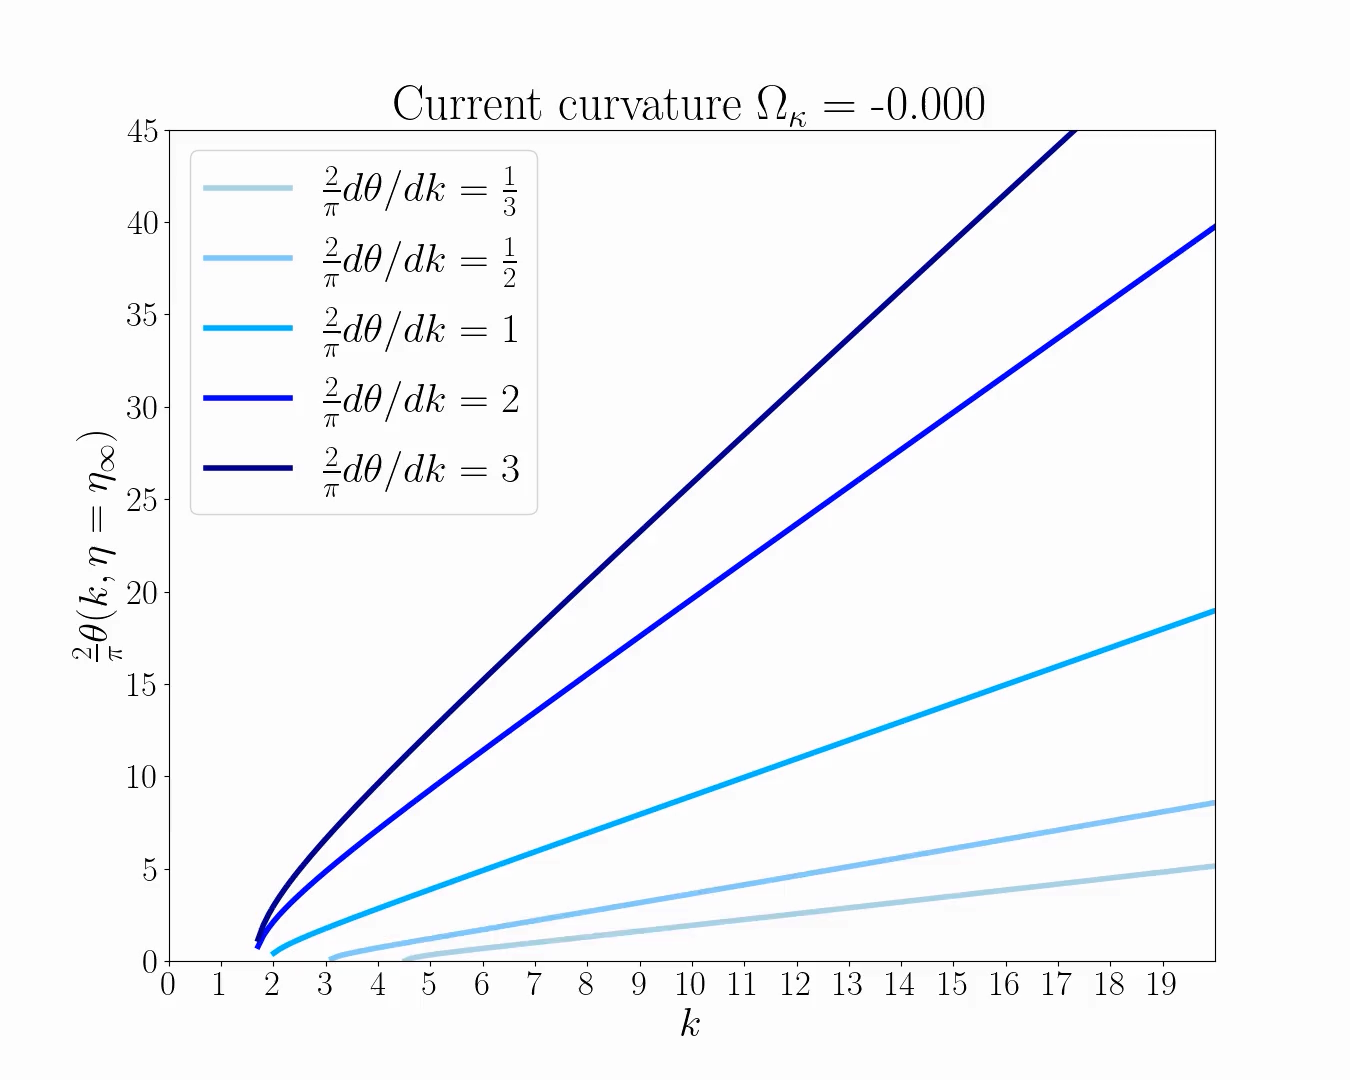 Current curvature Ω_κ = -0.000
45
40
35
30
25
20
15
10
5
0
2/π θ(k, η = η_∞)
2/π dθ/dk = 1/3
2/π dθ/dk = 1/2
2/π dθ/dk = 1
2/π dθ/dk = 2
2/π dθ/dk = 3
0 1 2 3 4 5 6 7 8 9 10 11 12 13 14 15 16 17 18 19
k